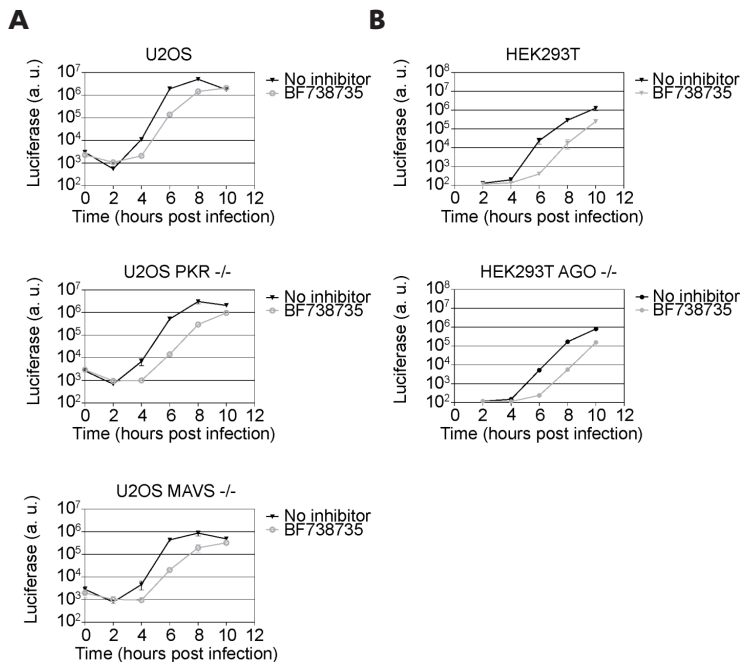 A
B
U2OS
Luciferase (a. u.)
10⁷
10⁶
10⁵
10⁴
10³
10²
0 2 4 6 8 10 12
Time (hours post infection)
No inhibitor
BF738735
HEK293T
Luciferase (a. u.)
10⁸
10⁷
10⁶
10⁵
10⁴
10³
10²
0 2 4 6 8 10 12
Time (hours post infection)
No inhibitor
BF738735
U2OS PKR -/-
Luciferase (a. u.)
10⁷
10⁶
10⁵
10⁴
10³
10²
0 2 4 6 8 10 12
Time (hours post infection)
No inhibitor
BF738735
HEK293T AGO -/-
Luciferase (a. u.)
10⁸
10⁷
10⁶
10⁵
10⁴
10³
10²
0 2 4 6 8 10 12
Time (hours post infection)
No inhibitor
BF738735
U2OS MAVS -/-
Luciferase (a. u.)
10⁷
10⁶
10⁵
10⁴
10³
10²
0 2 4 6 8 10 12
Time (hours post infection)
No inhibitor
BF738735